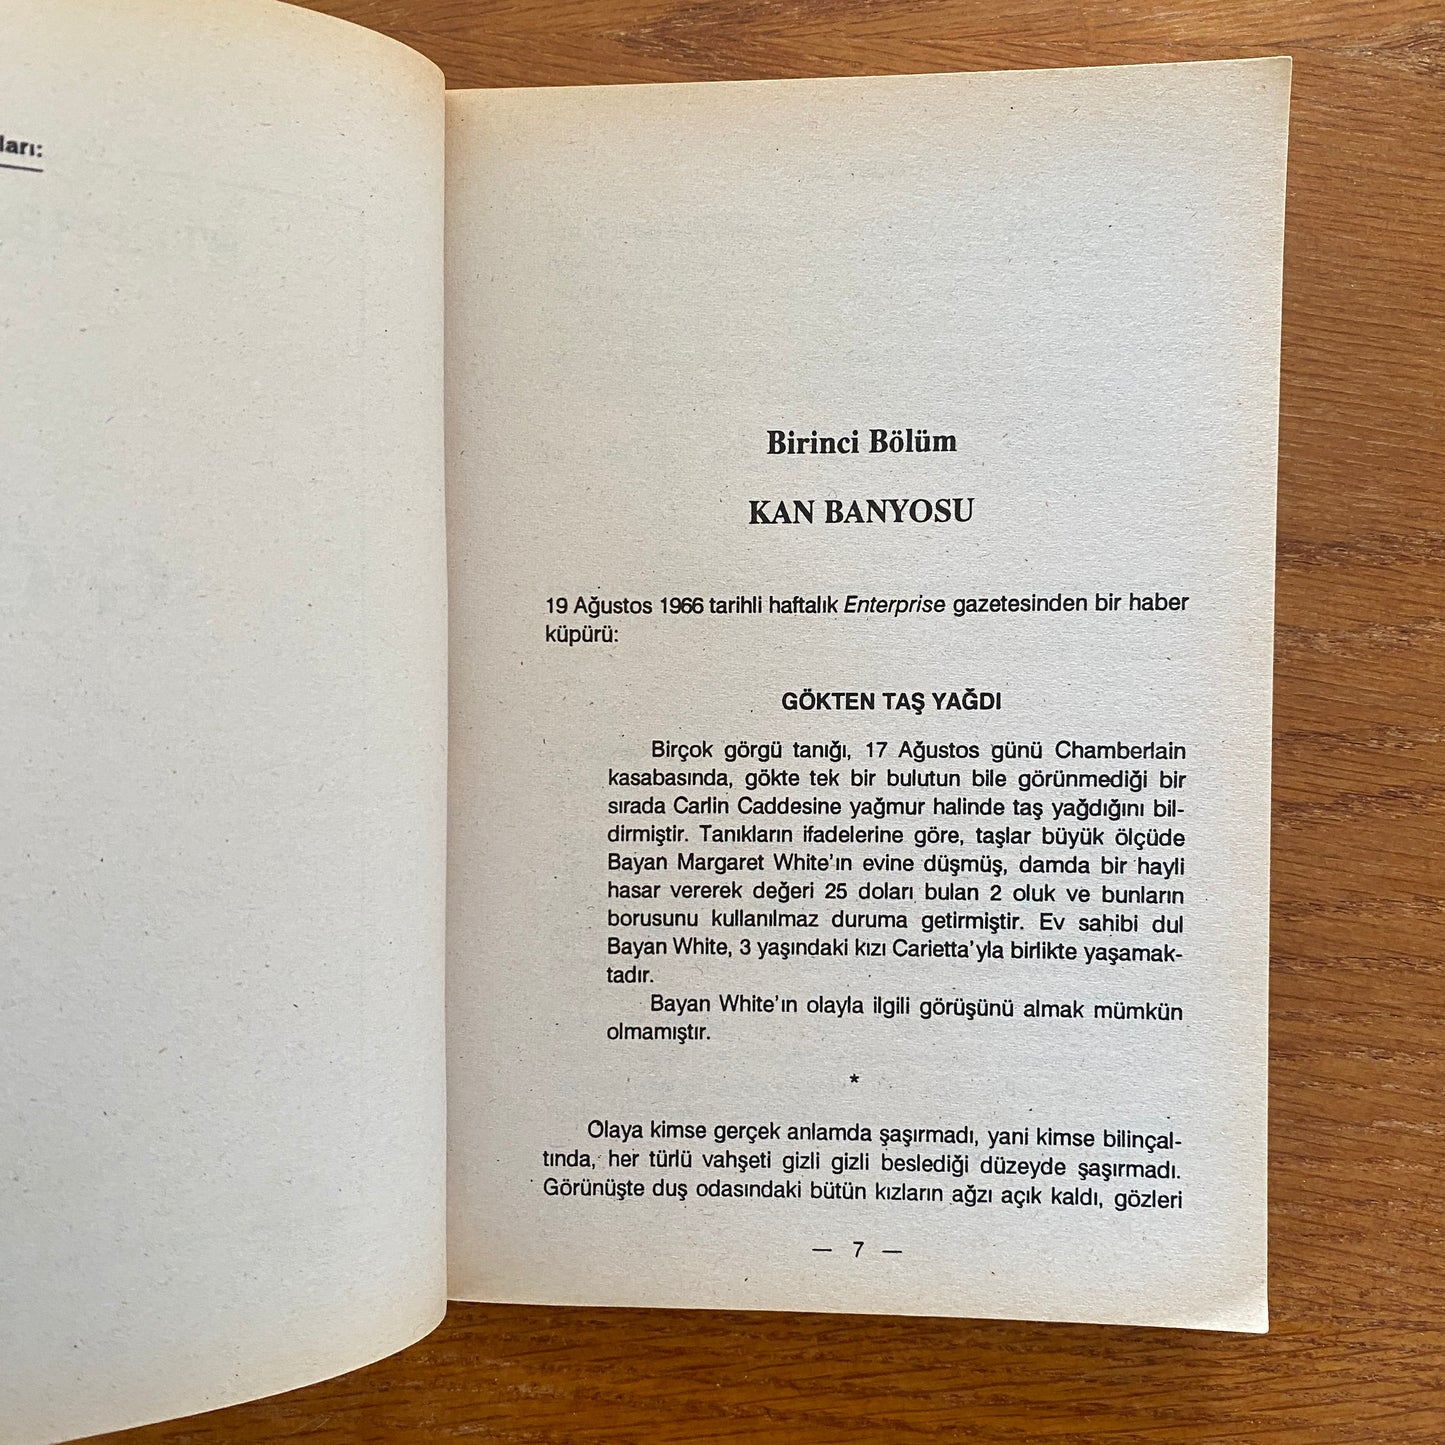 Birinci Bölüm
KAN BANYOSU
19 Ağustos 1966 tarihli haftalık Enterprise gazetesinden bir haber
küpürü:
GÖKTEN TAŞ YAĞDI
Birçok görgü tanığı, 17 Ağustos günü Chamberlain
kasabasında, gökte tek bir bulutun bile görünmediği bir
sırada Carlin Caddesine yağmur halinde taş yağdığını bil-
dirmiştir. Tanıkların ifadelerine göre, taşlar büyük ölçüde
Bayan Margaret White'ın evine düşmüş, damda bir hayli
hasar vererek değeri 25 doları bulan 2 oluk ve bunların
borusunu kullanılmaz duruma getirmiştir. Ev sahibi dul
Bayan White, 3 yaşındaki kızı Carietta'yla birlikte yaşamak-
tadır.
Bayan White'ın olayla ilgili görüşünü almak mümkün
olmamıştır.
*
Olaya kimse gerçek anlamda şaşırmadı, yani kimse bilinçal-
tında, her türlü vahşeti gizli gizli beslediği düzeyde şaşırmadı.
Görünüşte duş odasındaki bütün kızların ağzı açık kaldı, gözleri
— 7 —